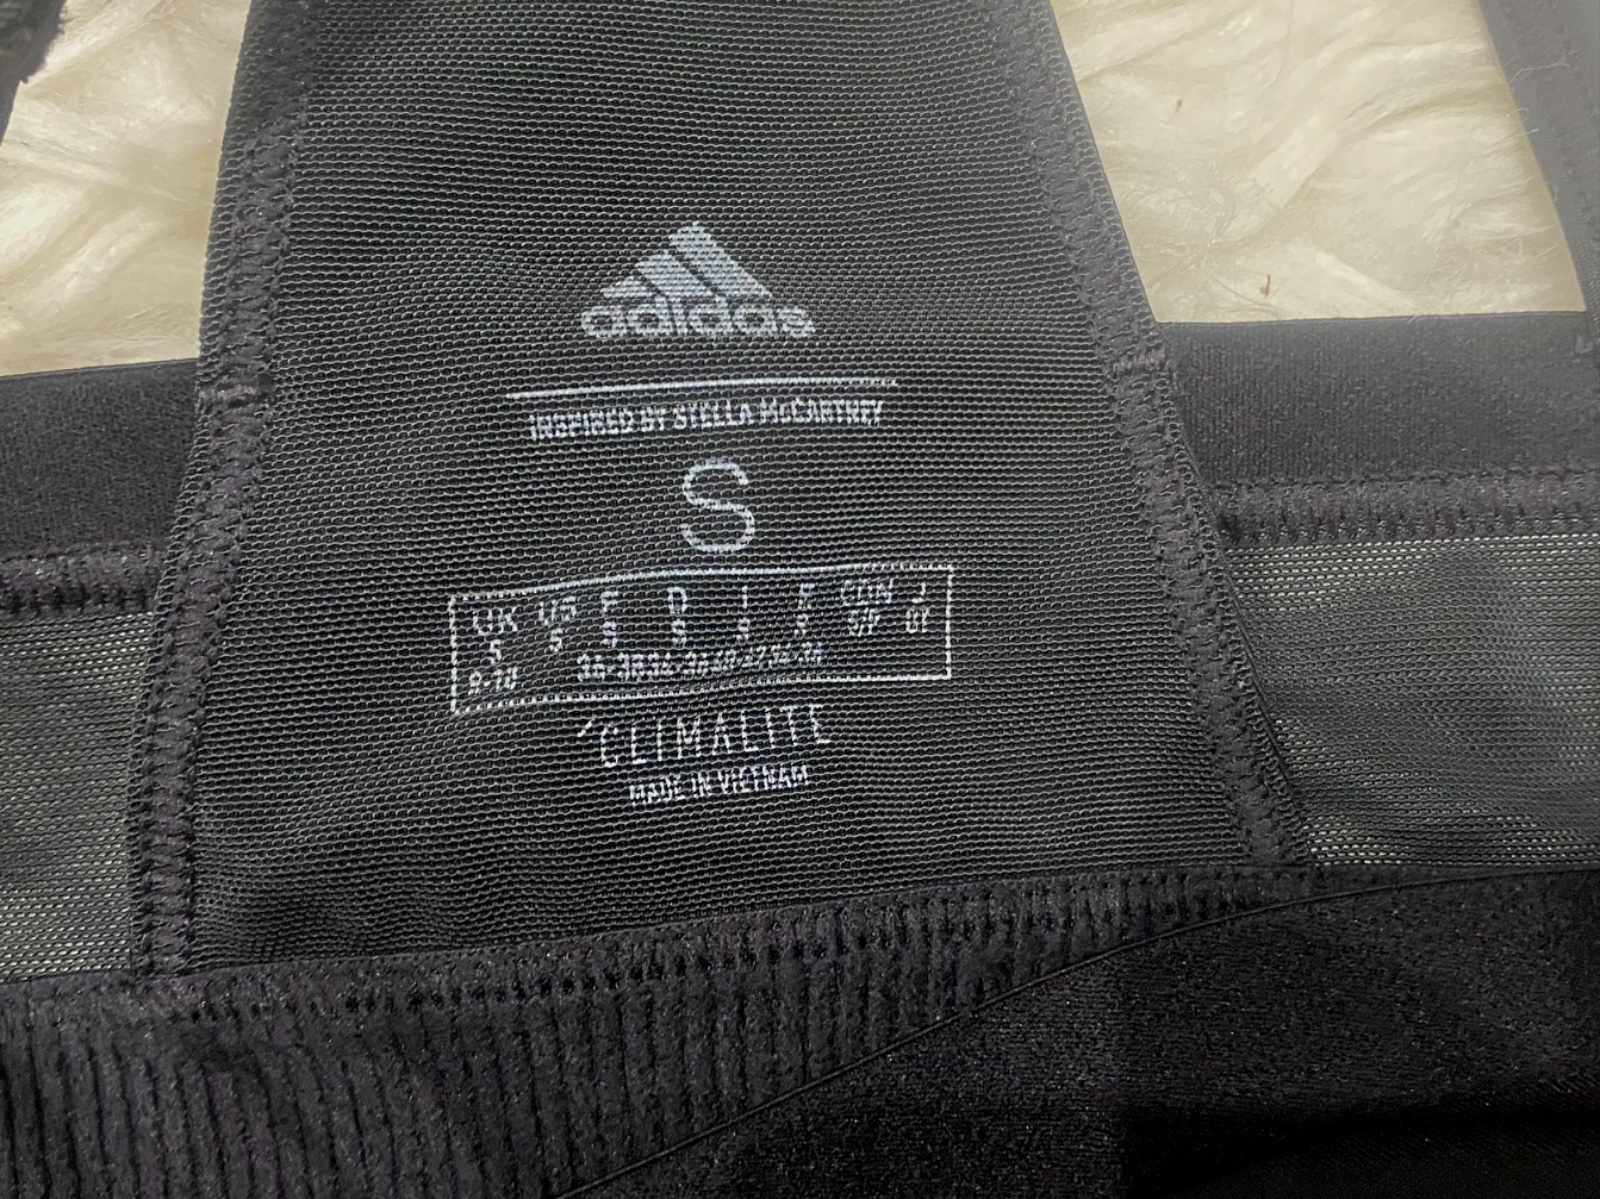 adidas
INSPIRED BY STELLA McCARTNEY
S
UK US F D I E CHN J
S S S S S S S/P OT
8-10 36-38 34-36 40-42 34-36
CLIMALITE
MADE IN VIETNAM